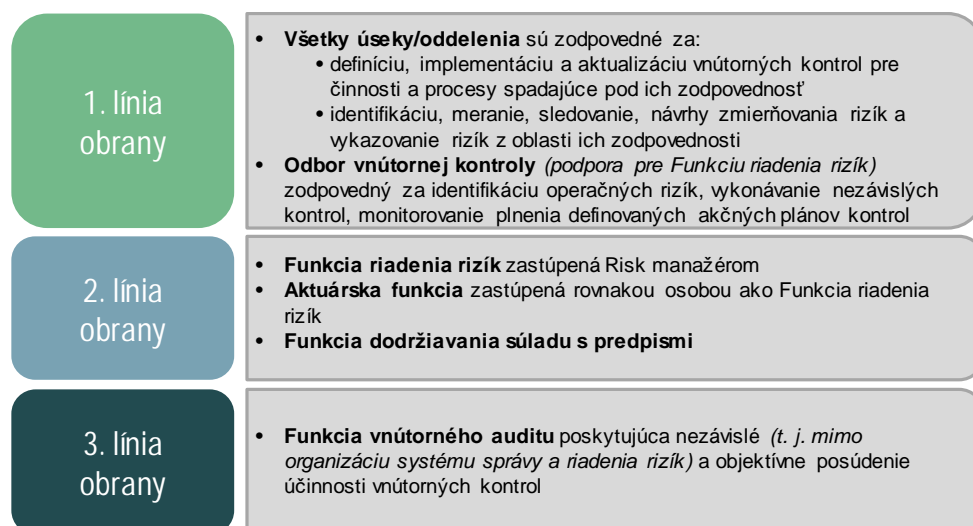 1. línia
obrany
• Všetky úseky/oddelenia sú zodpovedné za:
• definíciu, implementáciu a aktualizáciu vnútorných kontrol pre
činnosti a procesy spadajúce pod ich zodpovednosť
• identifikáciu, meranie, sledovanie, návrhy zmierňovania rizík a
vykazovanie rizík z oblasti ich zodpovednosti
• Odbor vnútornej kontroly (podpora pre Funkciu riadenia rizík)
zodpovedný za identifikáciu operačných rizík, vykonávanie nezávislých
kontrol, monitorovanie plnenia definovaných akčných plánov kontrol
2. línia
obrany
• Funkcia riadenia rizík zastúpená Risk manažérom
• Aktuárska funkcia zastúpená rovnakou osobou ako Funkcia riadenia
rizík
• Funkcia dodržiavania súladu s predpismi
3. línia
obrany
• Funkcia vnútorného auditu poskytujúca nezávislé (t. j. mimo
organizáciu systému správy a riadenia rizík) a objektívne posúdenie
účinnosti vnútorných kontrol